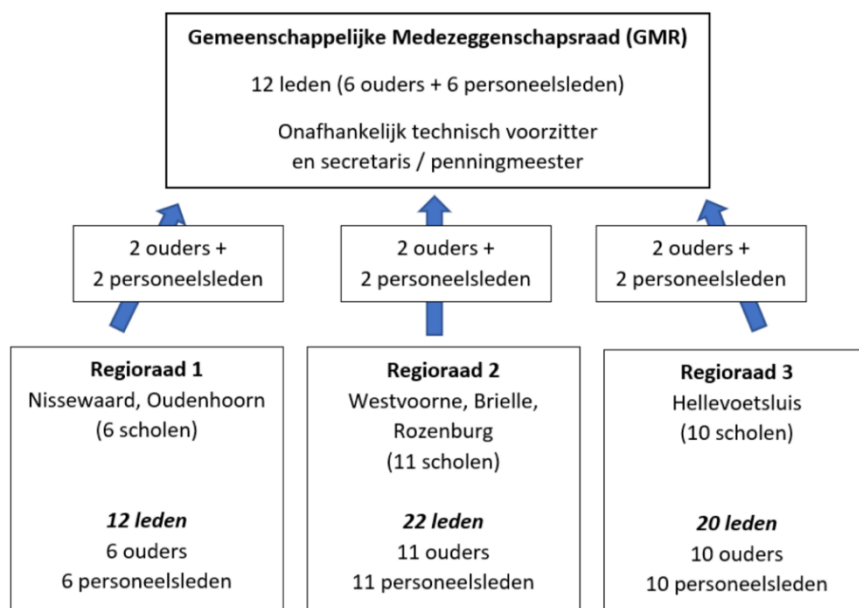 Gemeenschappelijke Medezeggenschapsraad (GMR)
12 leden (6 ouders + 6 personeelsleden)
Onafhankelijk technisch voorzitter
en secretaris / penningmeester
2 ouders +
2 personeelsleden
2 ouders +
2 personeelsleden
2 ouders +
2 personeelsleden
Regioraad 1
Nissewaard, Oudenhoorn
(6 scholen)
12 leden
6 ouders
6 personeelsleden
Regioraad 2
Westvoorne, Brielle,
Rozenburg
(11 scholen)
22 leden
11 ouders
11 personeelsleden
Regioraad 3
Hellevoetsluis
(10 scholen)
20 leden
10 ouders
10 personeelsleden